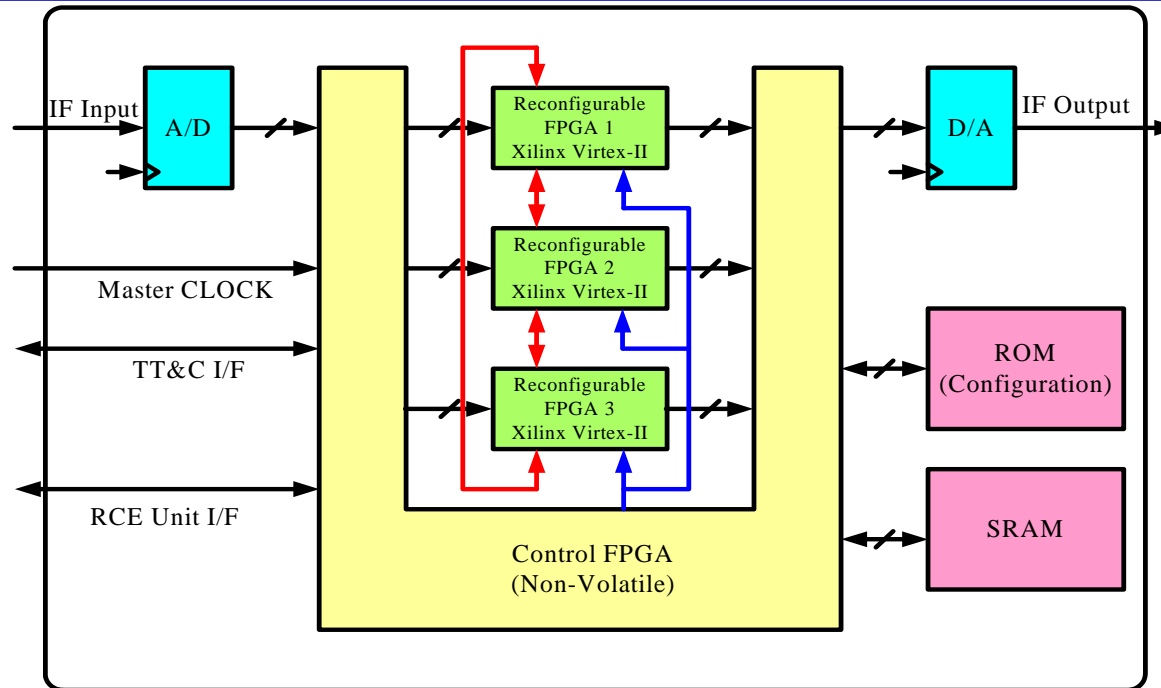 IF Input
A/D
Reconfigurable
FPGA 1
Xilinx Virtex-II
D/A
IF Output
Master CLOCK
Reconfigurable
FPGA 2
Xilinx Virtex-II
TT&C I/F
ROM
(Configuration)
Reconfigurable
FPGA 3
Xilinx Virtex-II
RCE Unit I/F
SRAM
Control FPGA
(Non-Volatile)